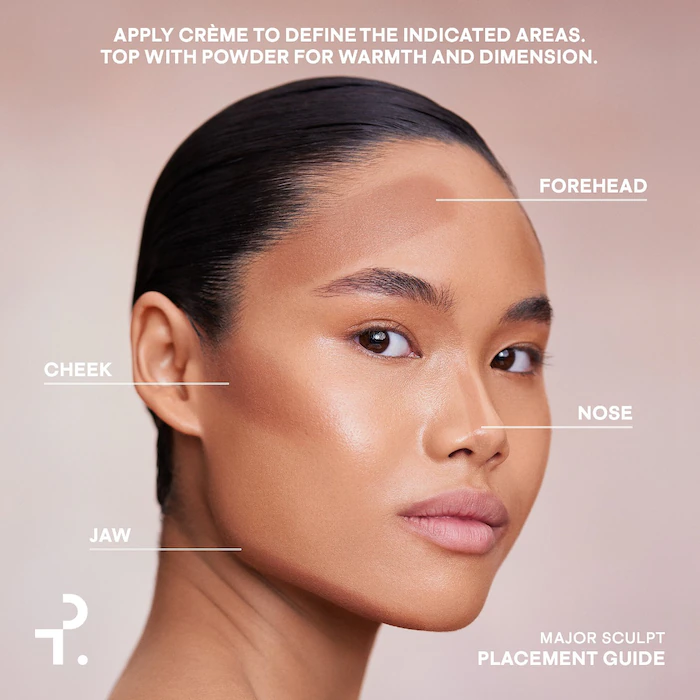 APPLY CRÈME TO DEFINE THE INDICATED AREAS.
TOP WITH POWDER FOR WARMTH AND DIMENSION.
FOREHEAD
CHEEK
NOSE
JAW
MAJOR SCULPT
PLACEMENT GUIDE